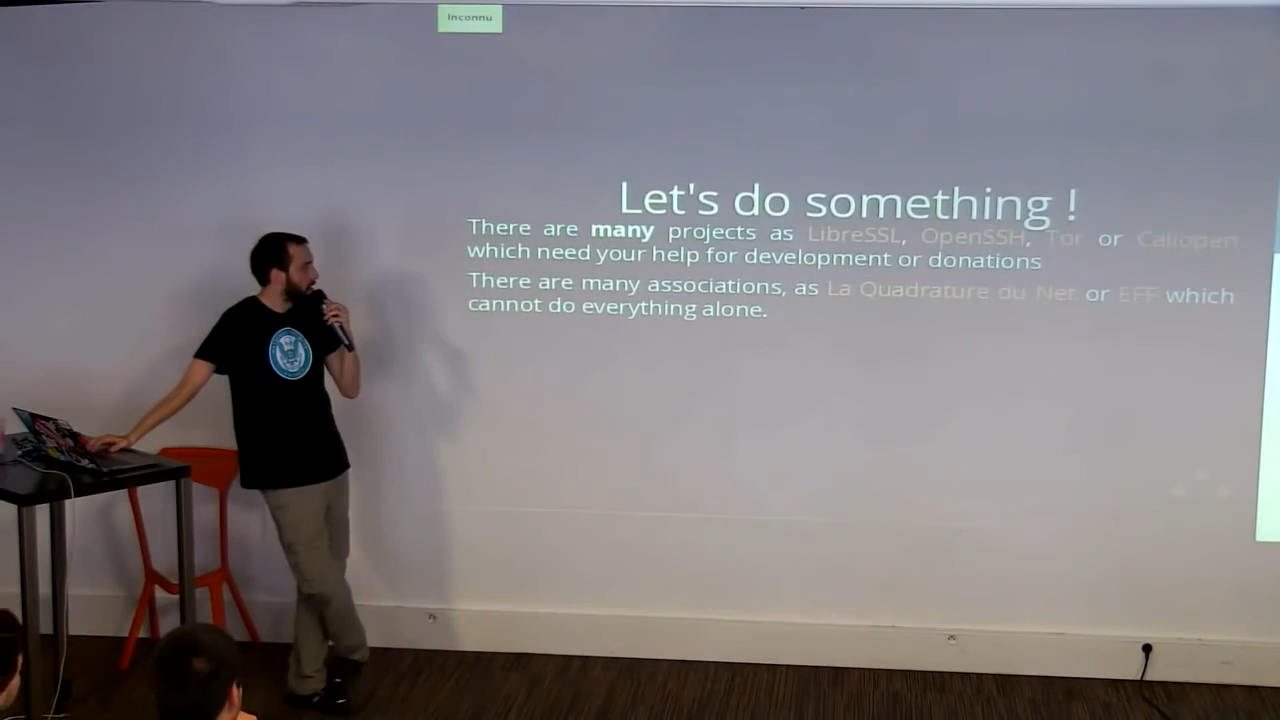 Inconnu
Let's do something !
There are many projects as LibreSSL, OpenSSH, Tor or Caliopen
which need your help for development or donations
There are many associations, as La Quadrature du Net or EFF which
cannot do everything alone.